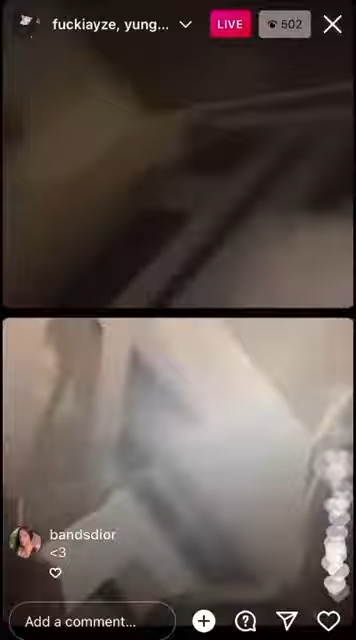 fuckiayze, yung...
LIVE
502
bandsdior
<3
Add a comment...